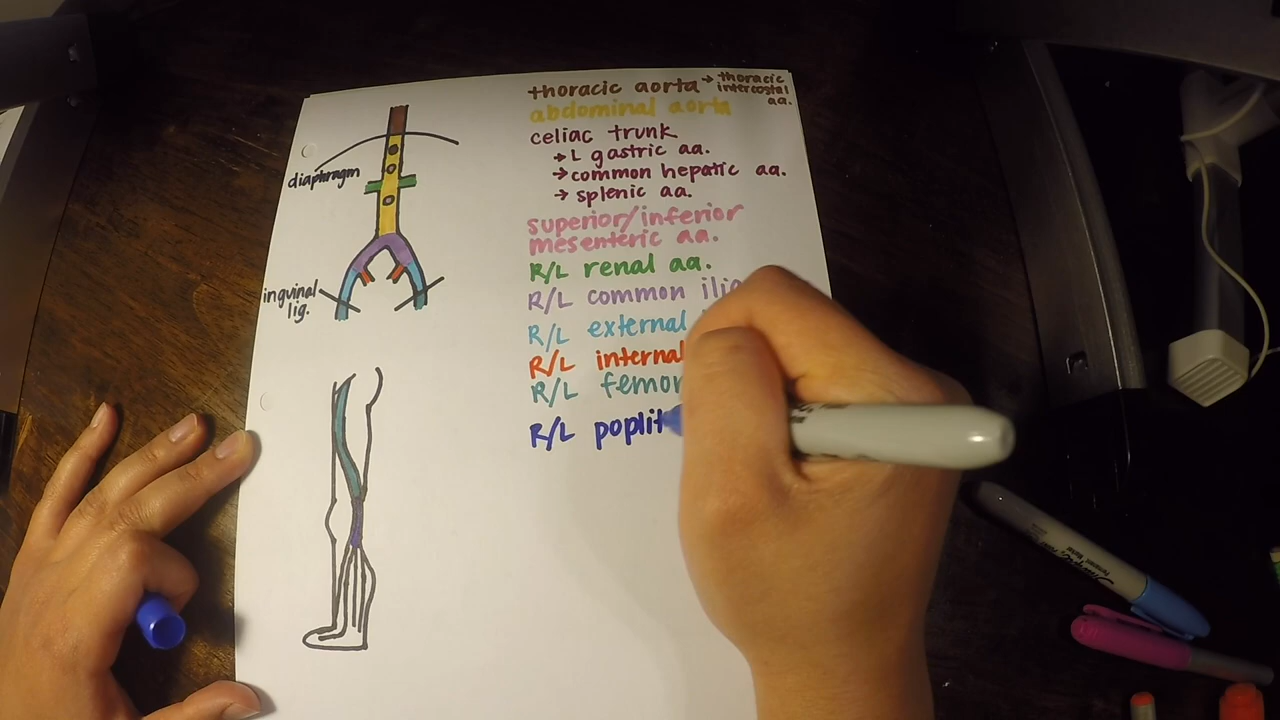 thoracic aorta → thoracic
intercostal
aa.
abdominal aorta
celiac trunk
→ L gastric aa.
→ common hepatic aa.
→ splenic aa.
superior/inferior
mesenteric aa.
R/L renal aa.
R/L common ilia
R/L external
R/L internal
R/L femor
R/L poplit
diaphragm
inguinal
lig.